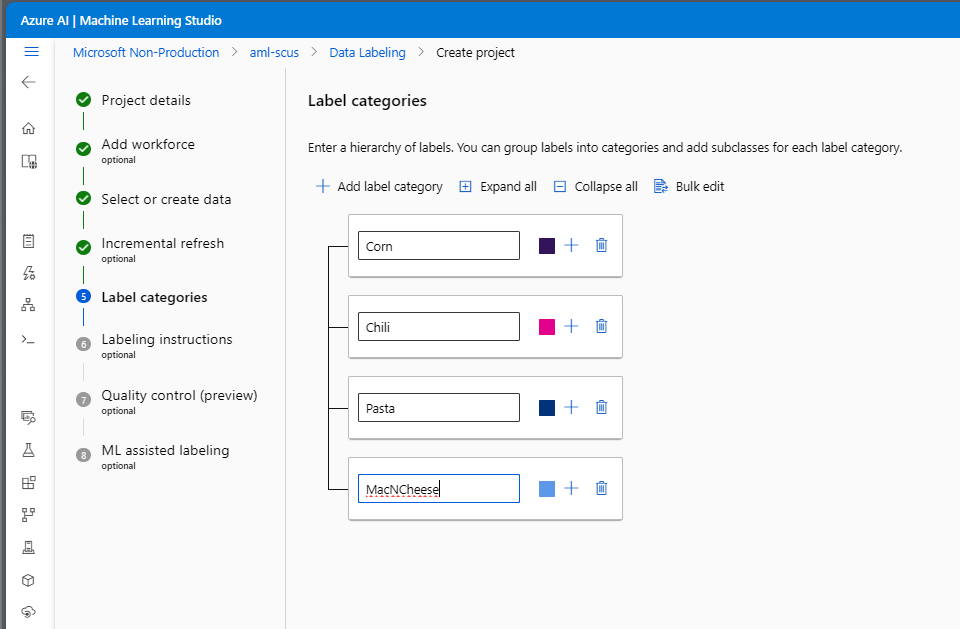 Azure AI | Machine Learning Studio
Microsoft Non-Production > aml-scus > Data Labeling > Create project
Project details
Add workforce
optional
Select or create data
Incremental refresh
optional
5 Label categories
6 Labeling instructions
optional
7 Quality control (preview)
optional
8 ML assisted labeling
optional
Label categories
Enter a hierarchy of labels. You can group labels into categories and add subclasses for each label category.
Add label category Expand all Collapse all Bulk edit
Corn
Chili
Pasta
MacNCheese